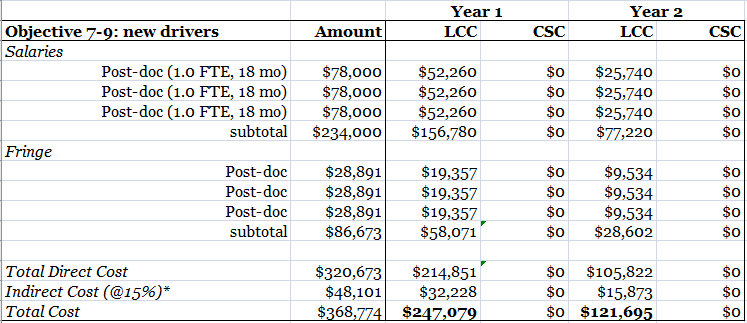 Year 1 Year 2
Objective 7-9: new drivers Amount LCC CSC LCC CSC
Salaries
Post-doc (1.0 FTE, 18 mo) $78,000 $52,260 $0 $25,740 $0
Post-doc (1.0 FTE, 18 mo) $78,000 $52,260 $0 $25,740 $0
Post-doc (1.0 FTE, 18 mo) $78,000 $52,260 $0 $25,740 $0
subtotal $234,000 $156,780 $0 $77,220 $0
Fringe
Post-doc $28,891 $19,357 $0 $9,534 $0
Post-doc $28,891 $19,357 $0 $9,534 $0
Post-doc $28,891 $19,357 $0 $9,534 $0
subtotal $86,673 $58,071 $0 $28,602 $0
Total Direct Cost $320,673 $214,851 $0 $105,822 $0
Indirect Cost (@15%)* $48,101 $32,228 $0 $15,873 $0
Total Cost $368,774 $247,079 $0 $121,695 $0